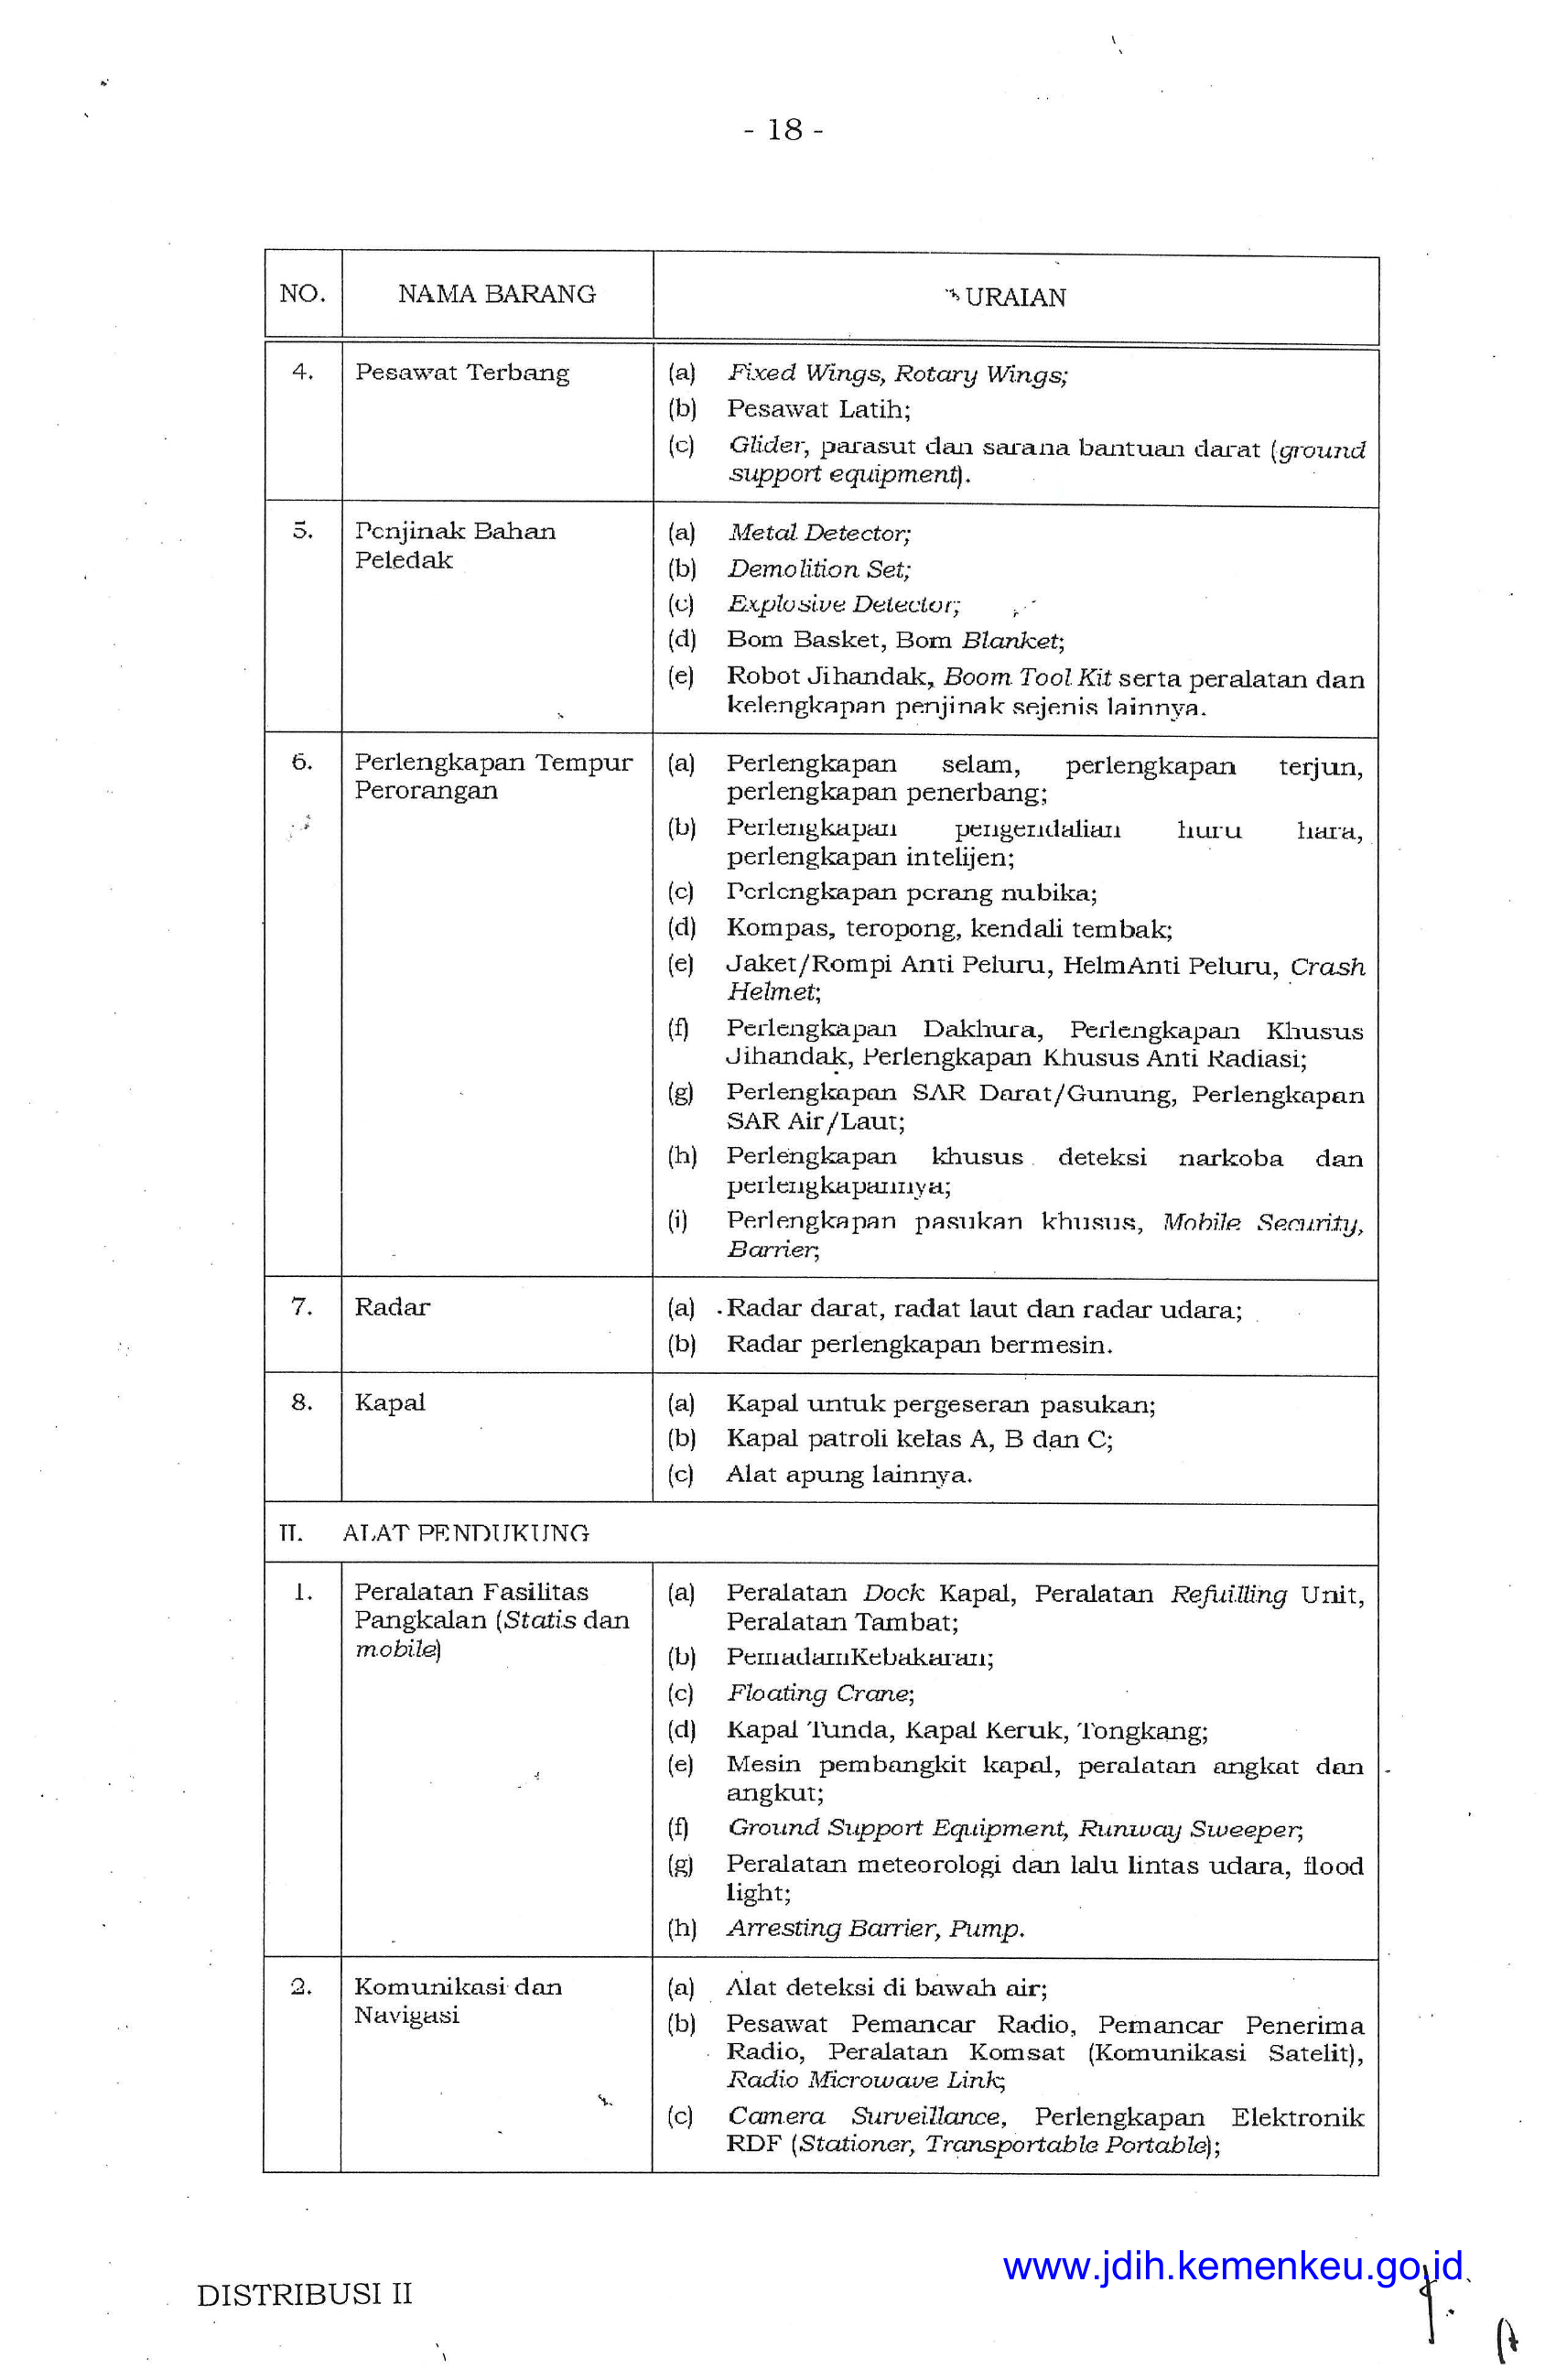 - 18 -
NO. NAMA BARANG URAIAN
4. Pesawat Terbang (a) Fixed Wings, Rotary Wings;
(b) Pesawat Latih;
(c) Glider, parasut dan sarana bantuan darat (ground
support equipment).
5. Penjinak Bahan (a) Metal Detector;
Peledak (b) Demolition Set;
(c) Explosive Detector;
(d) Bom Basket, Bom Blanket;
(e) Robot Jihandak, Boom Tool Kit serta peralatan dan
kelengkapan penjinak sejenis lainnya.
6. Perlengkapan Tempur (a) Perlengkapan selam, perlengkapan terjun,
Perorangan perlengkapan penerbang;
(b) Perlengkapan pengendalian huru hara,
perlengkapan intelijen;
(c) Perlengkapan perang nubika;
(d) Kompas, teropong, kendali tembak;
(e) Jaket/Rompi Anti Peluru, HelmAnti Peluru, Crash
Helmet;
(f) Perlengkapan Dakhura, Perlengkapan Khusus
Jihandak, Perlengkapan Khusus Anti Radiasi;
(g) Perlengkapan SAR Darat/Gunung, Perlengkapan
SAR Air/Laut;
(h) Perlengkapan khusus deteksi narkoba dan
perlengkapannya;
(i) Perlengkapan pasukan khusus, Mobile Security,
Barrier;
7. Radar (a) Radar darat, radat laut dan radar udara;
(b) Radar perlengkapan bermesin.
8. Kapal (a) Kapal untuk pergeseran pasukan;
(b) Kapal patroli kelas A, B dan C;
(c) Alat apung lainnya.
II. ALAT PENDUKUNG
1. Peralatan Fasilitas (a) Peralatan Dock Kapal, Peralatan Refuilling Unit,
Pangkalan (Statis dan Peralatan Tambat;
mobile) (b) PemadamKebakaran;
(c) Floating Crane;
(d) Kapal Tunda, Kapal Keruk, Tongkang;
(e) Mesin pembangkit kapal, peralatan angkat dan
angkut;
(f) Ground Support Equipment, Runway Sweeper;
(g) Peralatan meteorologi dan lalu lintas udara, flood
light;
(h) Arresting Barrier, Pump.
2. Komunikasi dan (a) Alat deteksi di bawah air;
Navigasi (b) Pesawat Pemancar Radio, Pemancar Penerima
Radio, Peralatan Komsat (Komunikasi Satelit),
Radio Microwave Link;
(c) Camera Surveillance, Perlengkapan Elektronik
RDF (Stationer, Transportable Portable);
www.jdih.kemenkeu.go.id
DISTRIBUSI II